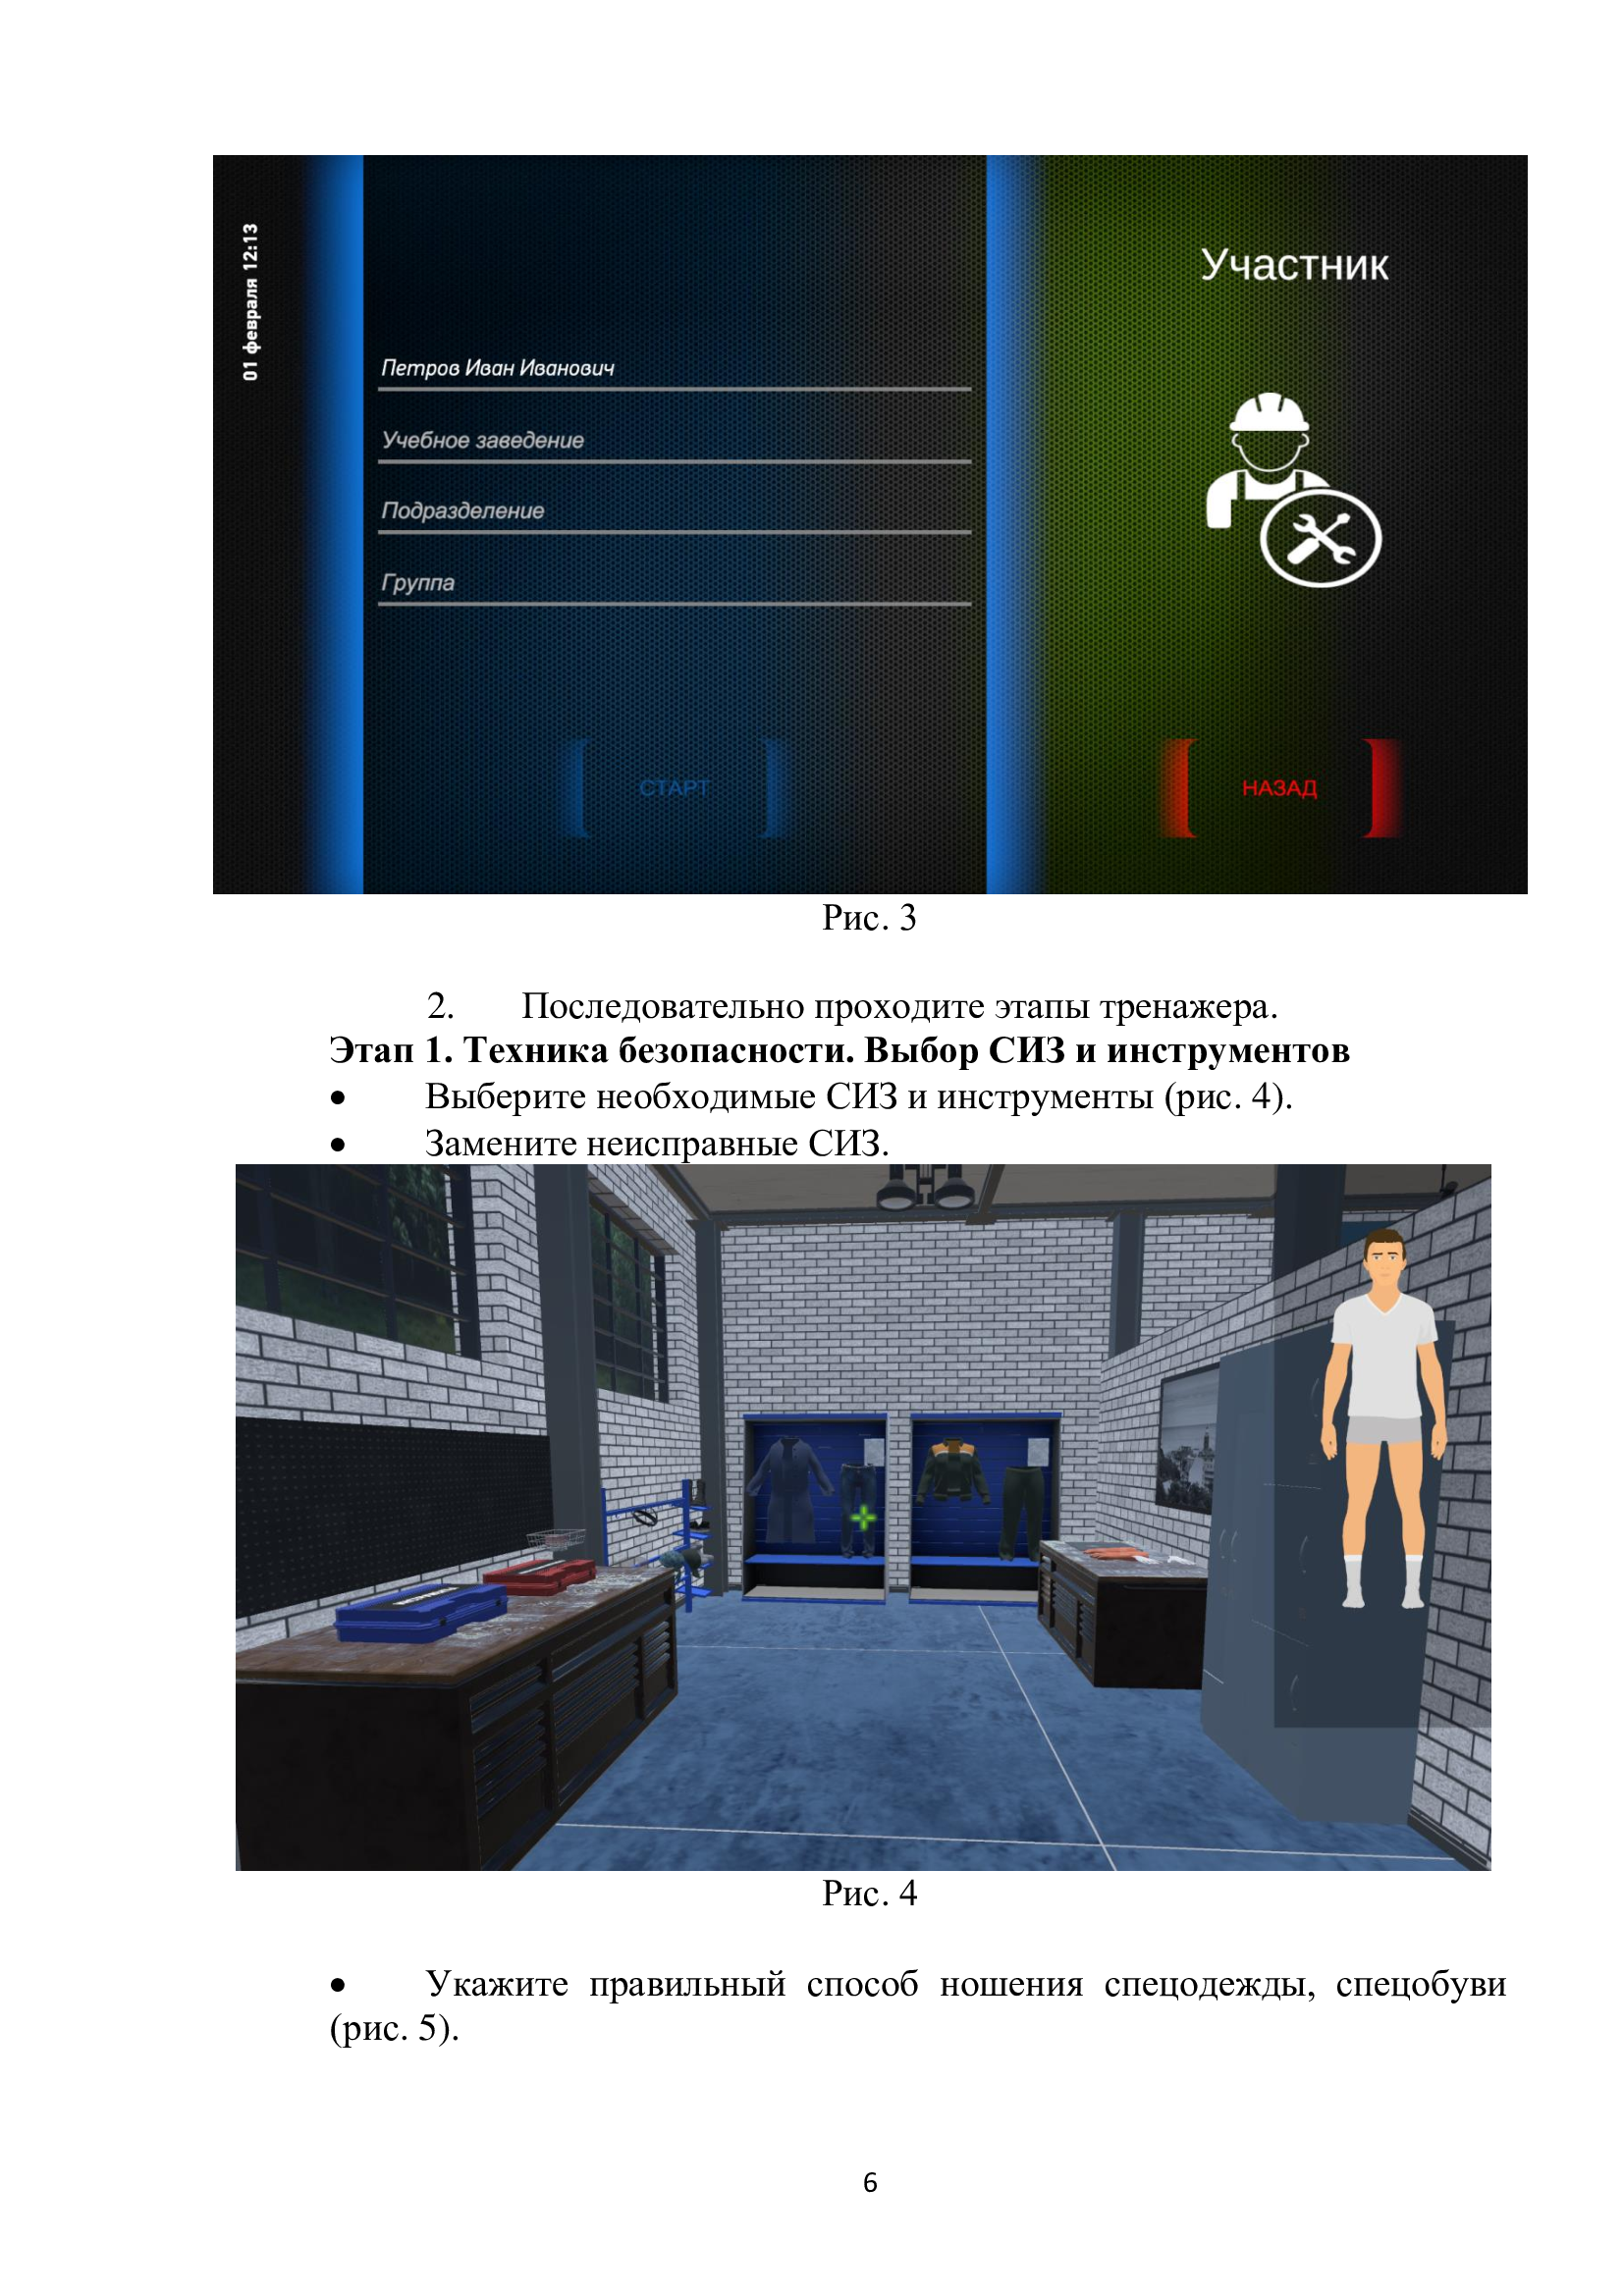 01 февраля 12:13
Участник
Петров Иван Иванович
Учебное заведение
Подразделение
Группа
СТАРТ
НАЗАД
Рис. 3
2. Последовательно проходите этапы тренажера.
Этап 1. Техника безопасности. Выбор СИЗ и инструментов
• Выберите необходимые СИЗ и инструменты (рис. 4).
• Замените неисправные СИЗ.
Рис. 4
• Укажите правильный способ ношения спецодежды, спецобуви
(рис. 5).
6